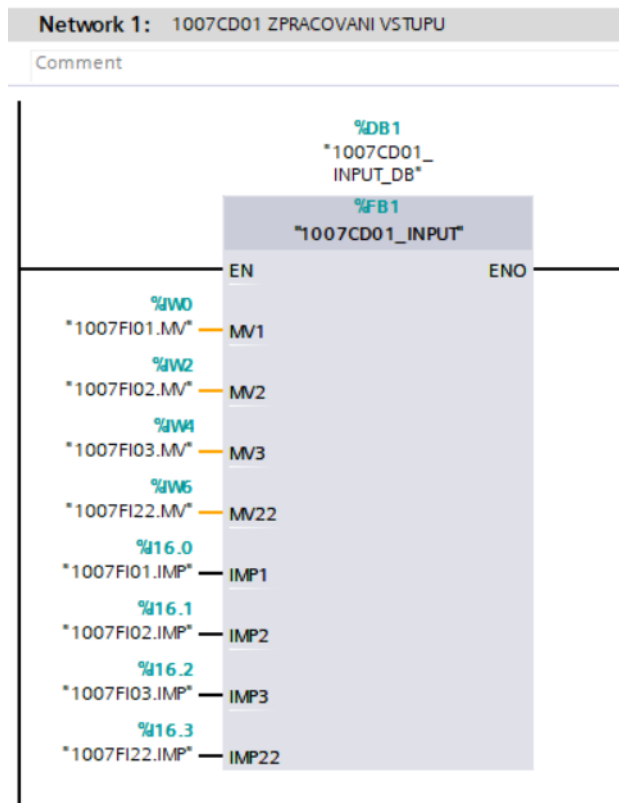 Network 1: 1007CD01 ZPRACOVANI VSTUPU
Comment
%DB1
"1007CD01_
INPUT_DB"
%FB1
"1007CD01_INPUT"
EN ENO
%IW0
"1007FI01.MV" MV1
%IW2
"1007FI02.MV" MV2
%IW4
"1007FI03.MV" MV3
%IW6
"1007FI22.MV" MV22
%I16.0
"1007FI01.IMP" IMP1
%I16.1
"1007FI02.IMP" IMP2
%I16.2
"1007FI03.IMP" IMP3
%I16.3
"1007FI22.IMP" IMP22